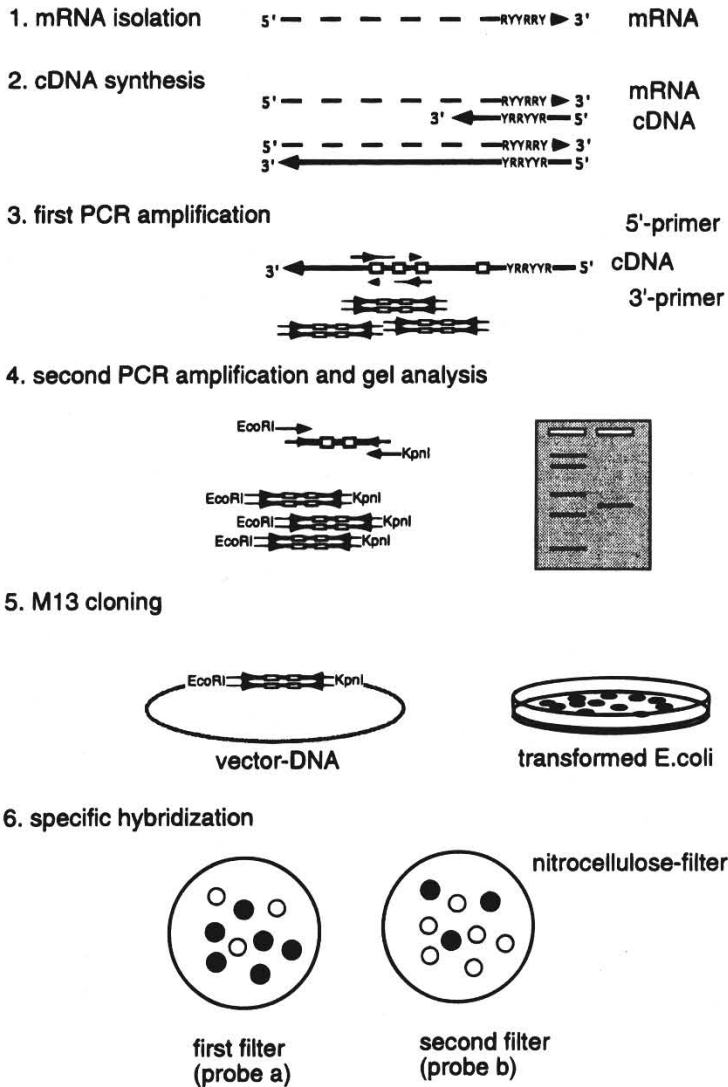 1. mRNA isolation
5' RYYRRY 3' mRNA
2. cDNA synthesis
5' RYYRRY 3' mRNA
3' YRRYYR 5' cDNA
5' RYYRRY 3'
3' YRRYYR 5'
3. first PCR amplification
5'-primer
3' YRRYYR 5' cDNA
3'-primer
4. second PCR amplification and gel analysis
EcoRI
KpnI
EcoRI KpnI
EcoRI KpnI
EcoRI KpnI
5. M13 cloning
EcoRI KpnI
vector-DNA
transformed E.coli
6. specific hybridization
nitrocellulose-filter
first filter
(probe a)
second filter
(probe b)